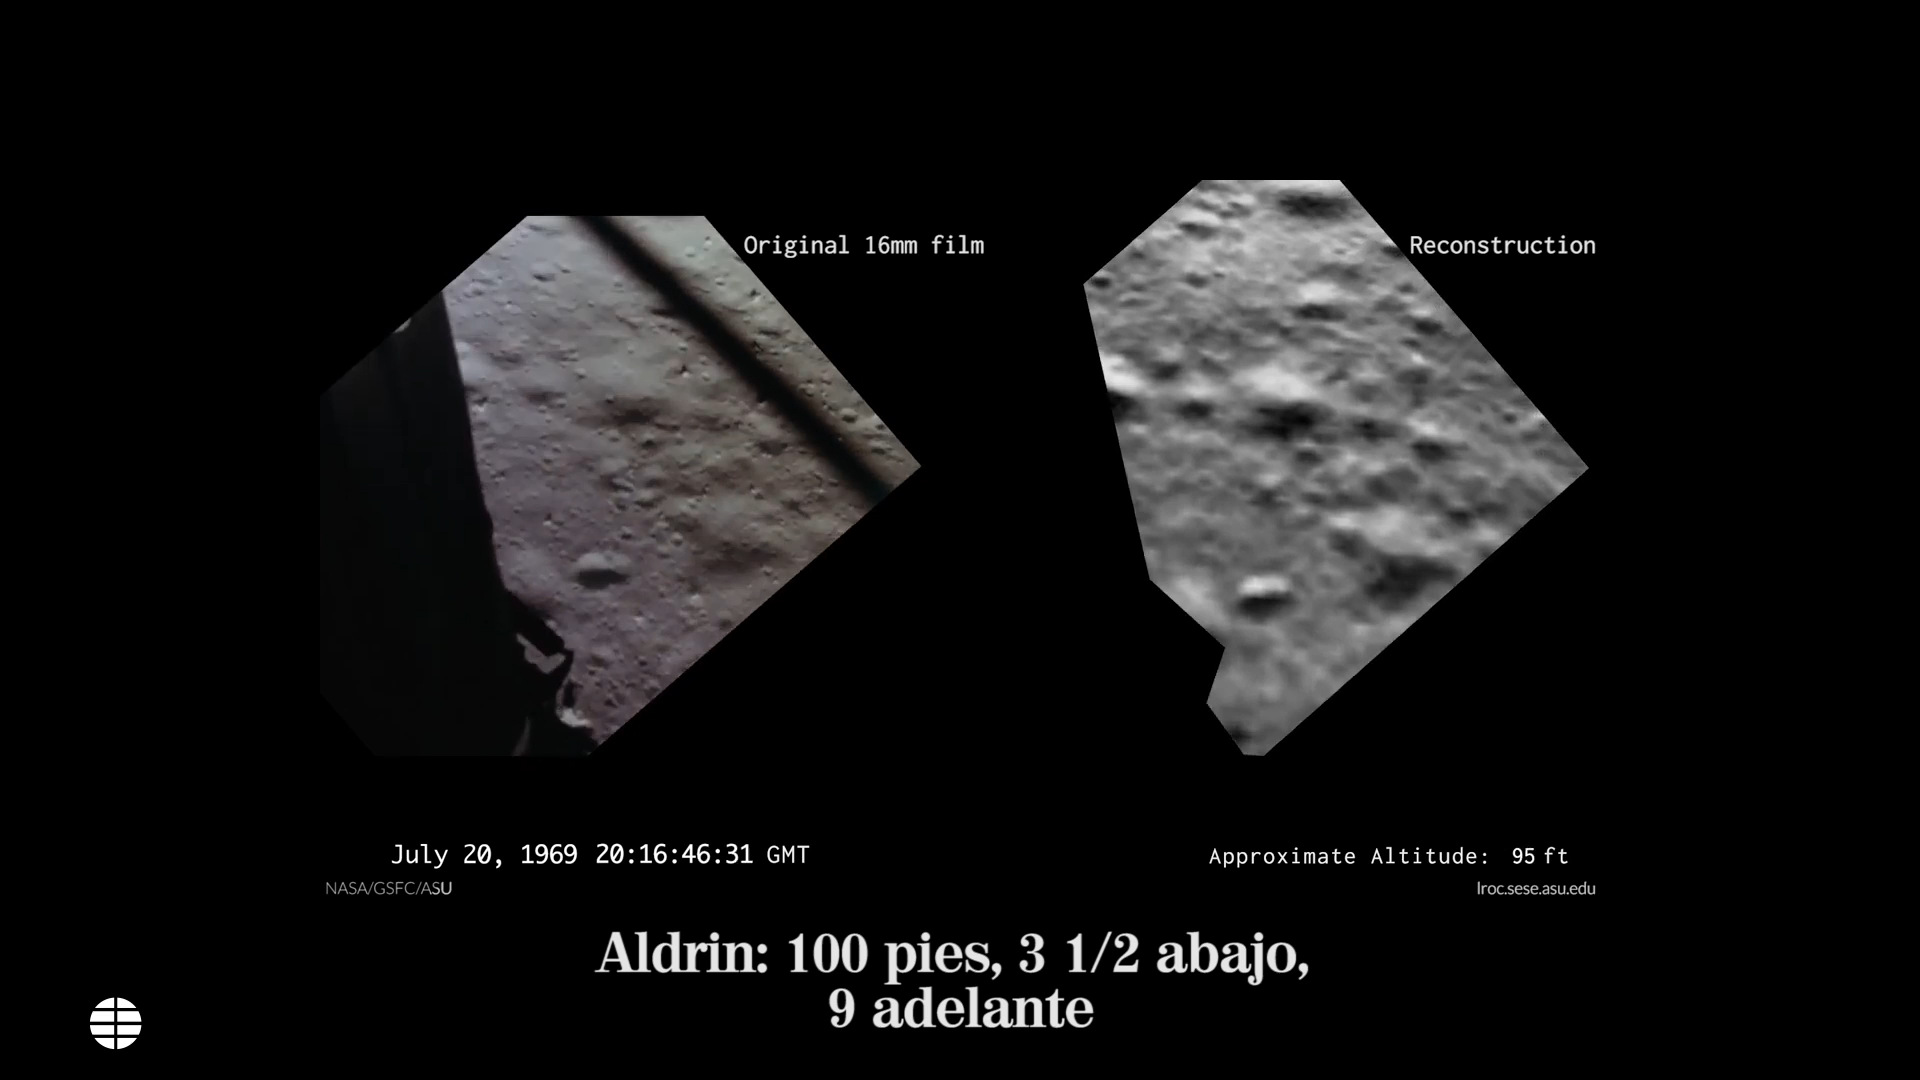 Original 16mm film
Reconstruction
July 20, 1969 20:16:46:31 GMT
Approximate Altitude: 95 ft
NASA/GSFC/ASU
lroc.sese.asu.edu
Aldrin: 100 pies, 3 1/2 abajo,
9 adelante